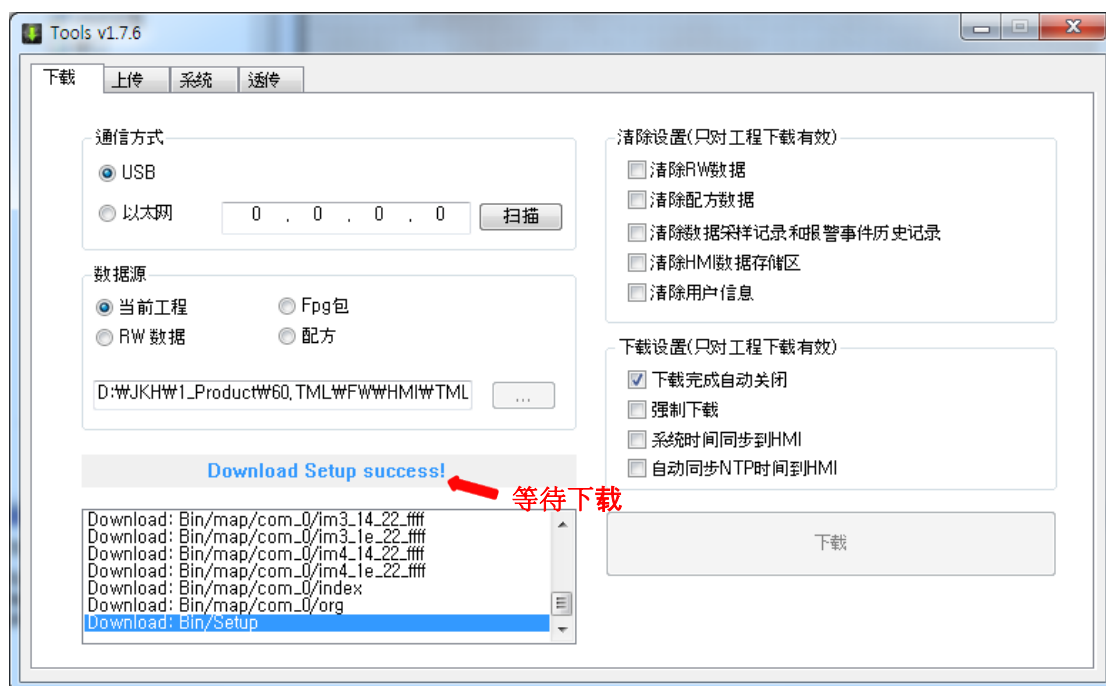 Tools v1.7.6
下载 上传 系统 透传
通信方式
USB
以太网 0 . 0 . 0 . 0 扫描
数据源
当前工程 Fpg包
RW 数据 配方
D:₩JKH₩1_Product₩60,TML₩FW₩HMI₩TML ...
Download Setup success!
等待下载
Download: Bin/map/com_0/im3_14_22_ffff
Download: Bin/map/com_0/im3_1e_22_ffff
Download: Bin/map/com_0/im4_14_22_ffff
Download: Bin/map/com_0/im4_1e_22_ffff
Download: Bin/map/com_0/index
Download: Bin/map/com_0/org
Download: Bin/Setup
清除设置(只对工程下载有效)
清除RW数据
清除配方数据
清除数据采样记录和报警事件历史记录
清除HMI数据存储区
清除用户信息
下载设置(只对工程下载有效)
下载完成自动关闭
强制下载
系统时间同步到HMI
自动同步NTP时间到HMI
下载